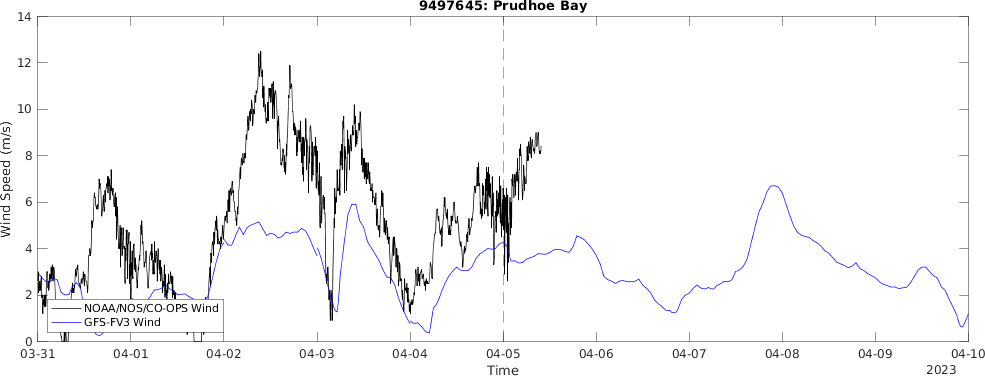 9497645: Prudhoe Bay
14
12
10
8
6
4
2
0
Wind Speed (m/s)
NOAA/NOS/CO-OPS Wind
GFS-FV3 Wind
03-31 04-01 04-02 04-03 04-04 04-05 04-06 04-07 04-08 04-09 04-10
Time
2023